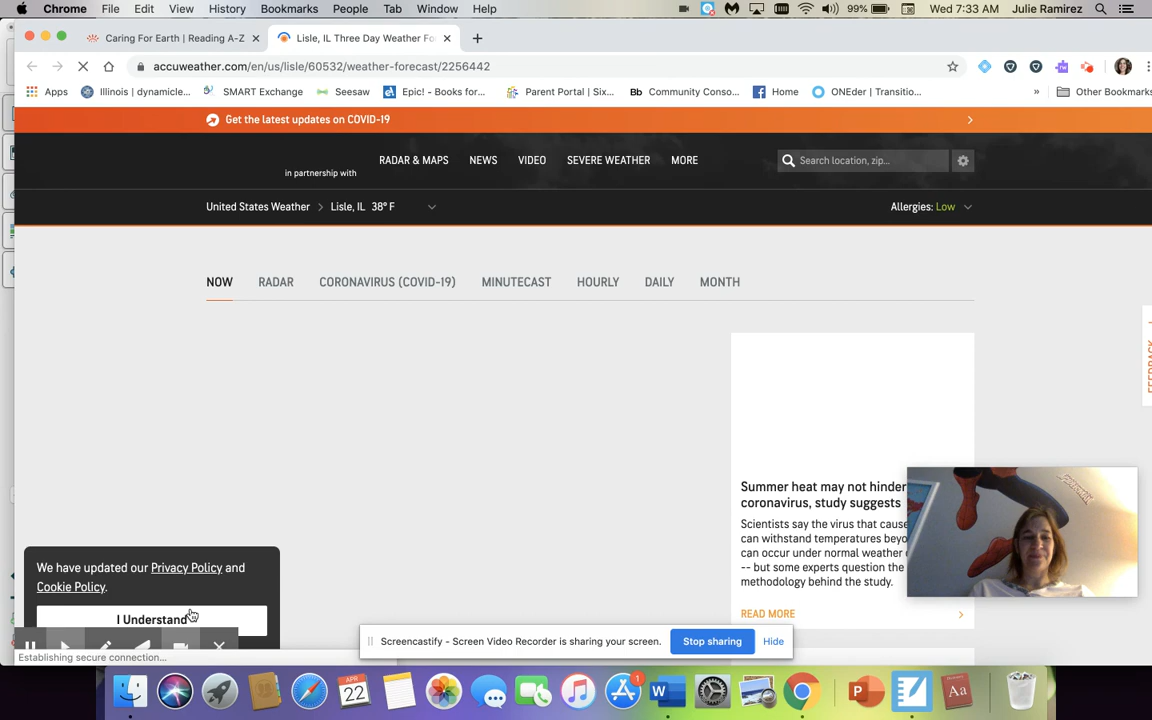 Chrome File Edit View History Bookmarks People Tab Window Help 99% Wed 7:33 AM Julie Ramirez
Caring For Earth | Reading A-Z Lisle, IL Three Day Weather Fo
accuweather.com/en/us/lisle/60532/weather-forecast/2256442
Apps Illinois | dynamicle... SMART Exchange Seesaw Epic! - Books for... Parent Portal | Six... Bb Community Conso... Home ONEder | Transitio... » Other Bookmarks
Get the latest updates on COVID-19
RADAR & MAPS NEWS VIDEO SEVERE WEATHER MORE Search location, zip...
in partnership with
United States Weather > Lisle, IL 38° F Allergies: Low
NOW RADAR CORONAVIRUS (COVID-19) MINUTECAST HOURLY DAILY MONTH
FEEDBACK
Summer heat may not hinder
coronavirus, study suggests
Scientists say the virus that cause
can withstand temperatures beyo
can occur under normal weather
-- but some experts question the
methodology behind the study.
READ MORE
We have updated our Privacy Policy and
Cookie Policy.
I Understand
Screencastify - Screen Video Recorder is sharing your screen. Stop sharing Hide
Establishing secure connection...
APR
22
1